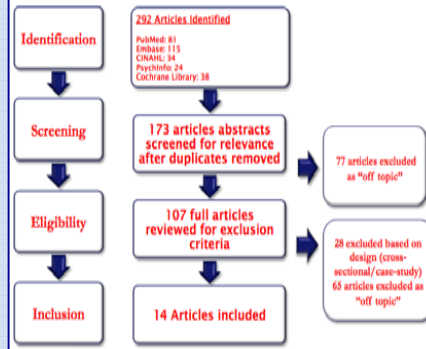 Identification
292 Articles Identified
PubMed: 81
Embase: 115
CINAHL: 34
PsychInfo: 24
Cochrane Library: 38
Screening
173 articles abstracts
screened for relevance
after duplicates removed
77 articles excluded
as "off topic"
Eligibility
107 full articles
reviewed for exclusion
criteria
28 excluded based on
design (cross-
sectional/case-study)
65 articles excluded as
"off topic"
Inclusion
14 Articles included